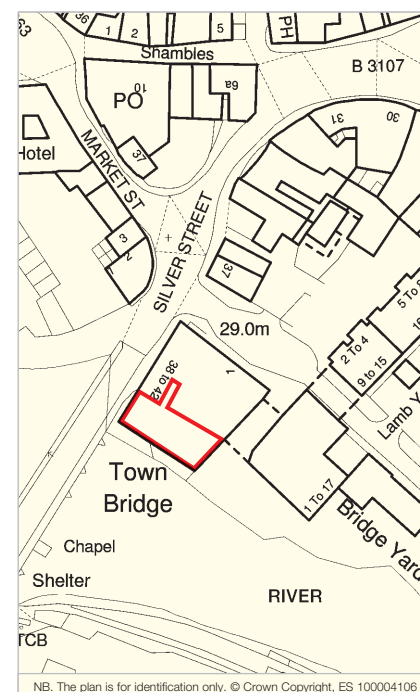 36
1
2
5
PH
Shambles
B 3107
10
6a
PO
31
30
Hotel
37
MARKET ST
3
2
1
SILVER STREET
37
29.0m
2 To 4
9 to 15
38 to 42
1
Lamb Y
Town
Bridge
1 To 17
Bridge Yard
Chapel
Shelter
RIVER
TCB
NB. The plan is for identification only. © Crown Copyright, ES 100004106